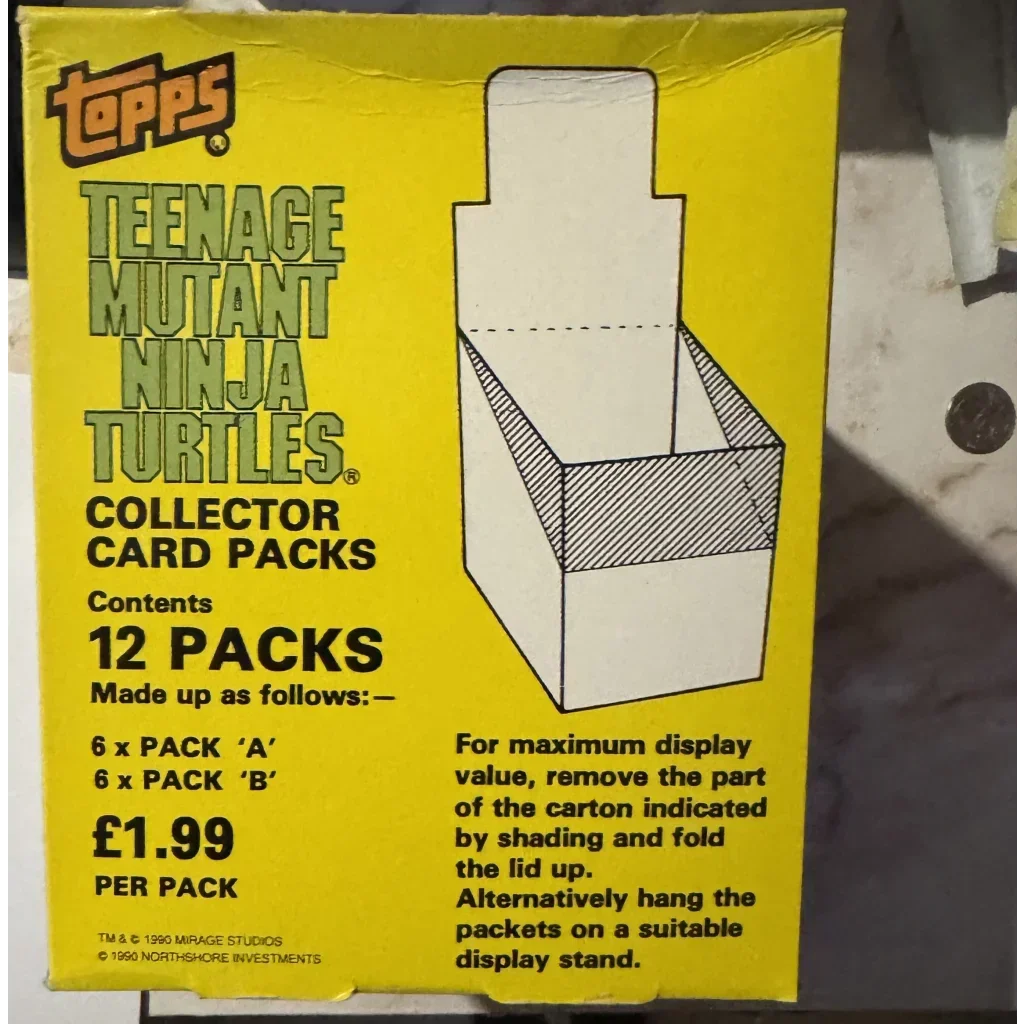 TOPPS
TEENAGE
MUTANT
NINJA
TURTLES®
COLLECTOR
CARD PACKS
Contents
12 PACKS
Made up as follows:—
6 x PACK 'A'
6 x PACK 'B'
£1.99
PER PACK
TM & © 1990 MIRAGE STUDIOS
© 1990 NORTHSHORE INVESTMENTS
For maximum display
value, remove the part
of the carton indicated
by shading and fold
the lid up.
Alternatively hang the
packets on a suitable
display stand.